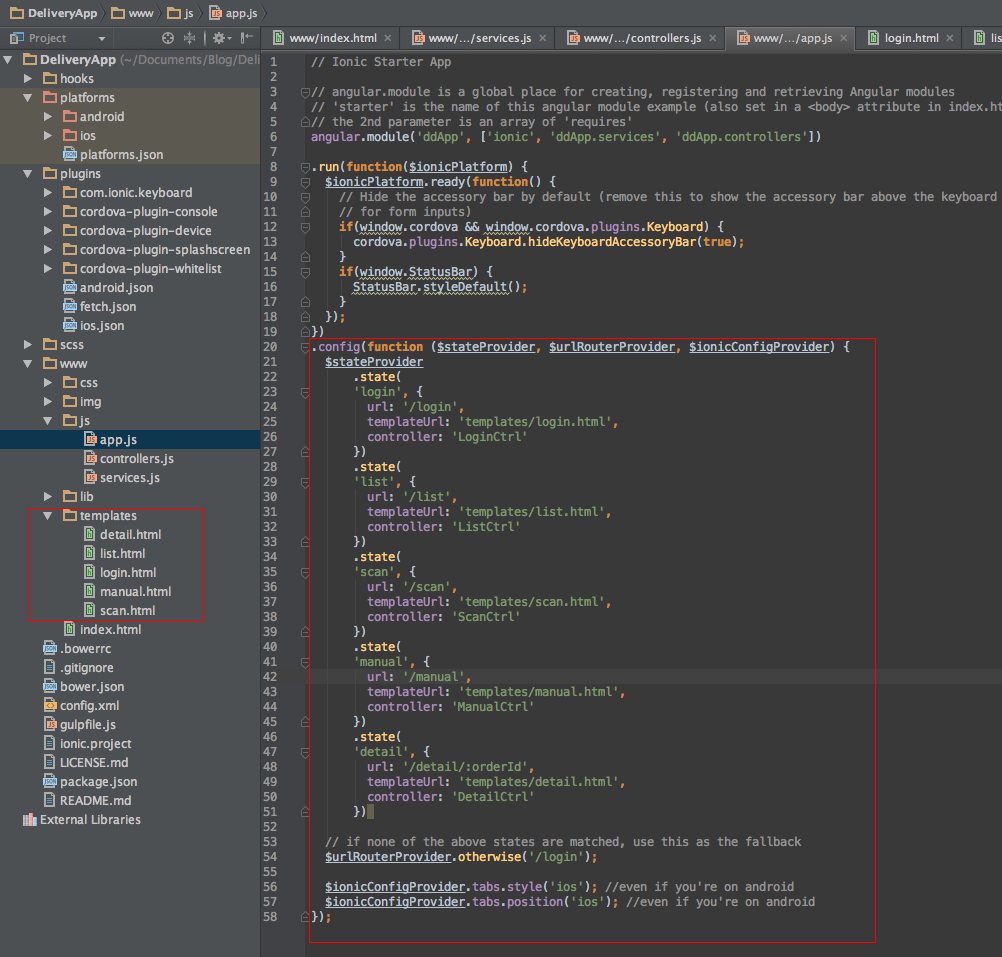 DeliveryApp www js app.js
Project
www/index.html www/.../services.js www/.../controllers.js www/.../app.js login.html lis
DeliveryApp (~/Documents/Blog/Deli
hooks
platforms
android
ios
platforms.json
plugins
com.ionic.keyboard
cordova-plugin-console
cordova-plugin-device
cordova-plugin-splashscreen
cordova-plugin-whitelist
android.json
fetch.json
ios.json
scss
www
css
img
js
app.js
controllers.js
services.js
lib
templates
detail.html
list.html
login.html
manual.html
scan.html
index.html
.bowerrc
.gitignore
bower.json
config.xml
gulpfile.js
ionic.project
LICENSE.md
package.json
README.md
External Libraries
1 // Ionic Starter App
2
3 // angular.module is a global place for creating, registering and retrieving Angular modules
4 // 'starter' is the name of this angular module example (also set in a <body> attribute in index.ht
5 // the 2nd parameter is an array of 'requires'
6 angular.module('ddApp', ['ionic', 'ddApp.services', 'ddApp.controllers'])
7
8 .run(function($ionicPlatform) {
9 $ionicPlatform.ready(function() {
10 // Hide the accessory bar by default (remove this to show the accessory bar above the keyboard
11 // for form inputs)
12 if(window.cordova && window.cordova.plugins.Keyboard) {
13 cordova.plugins.Keyboard.hideKeyboardAccessoryBar(true);
14 }
15 if(window.StatusBar) {
16 StatusBar.styleDefault();
17 }
18 });
19 })
20 .config(function ($stateProvider, $urlRouterProvider, $ionicConfigProvider) {
21 $stateProvider
22 .state(
23 'login', {
24 url: '/login',
25 templateUrl: 'templates/login.html',
26 controller: 'LoginCtrl'
27 })
28 .state(
29 'list', {
30 url: '/list',
31 templateUrl: 'templates/list.html',
32 controller: 'ListCtrl'
33 })
34 .state(
35 'scan', {
36 url: '/scan',
37 templateUrl: 'templates/scan.html',
38 controller: 'ScanCtrl'
39 })
40 .state(
41 'manual', {
42 url: '/manual',
43 templateUrl: 'templates/manual.html',
44 controller: 'ManualCtrl'
45 })
46 .state(
47 'detail', {
48 url: '/detail/:orderId',
49 templateUrl: 'templates/detail.html',
50 controller: 'DetailCtrl'
51 })
52
53 // if none of the above states are matched, use this as the fallback
54 $urlRouterProvider.otherwise('/login');
55
56 $ionicConfigProvider.tabs.style('ios'); //even if you're on android
57 $ionicConfigProvider.tabs.position('ios'); //even if you're on android
58 });